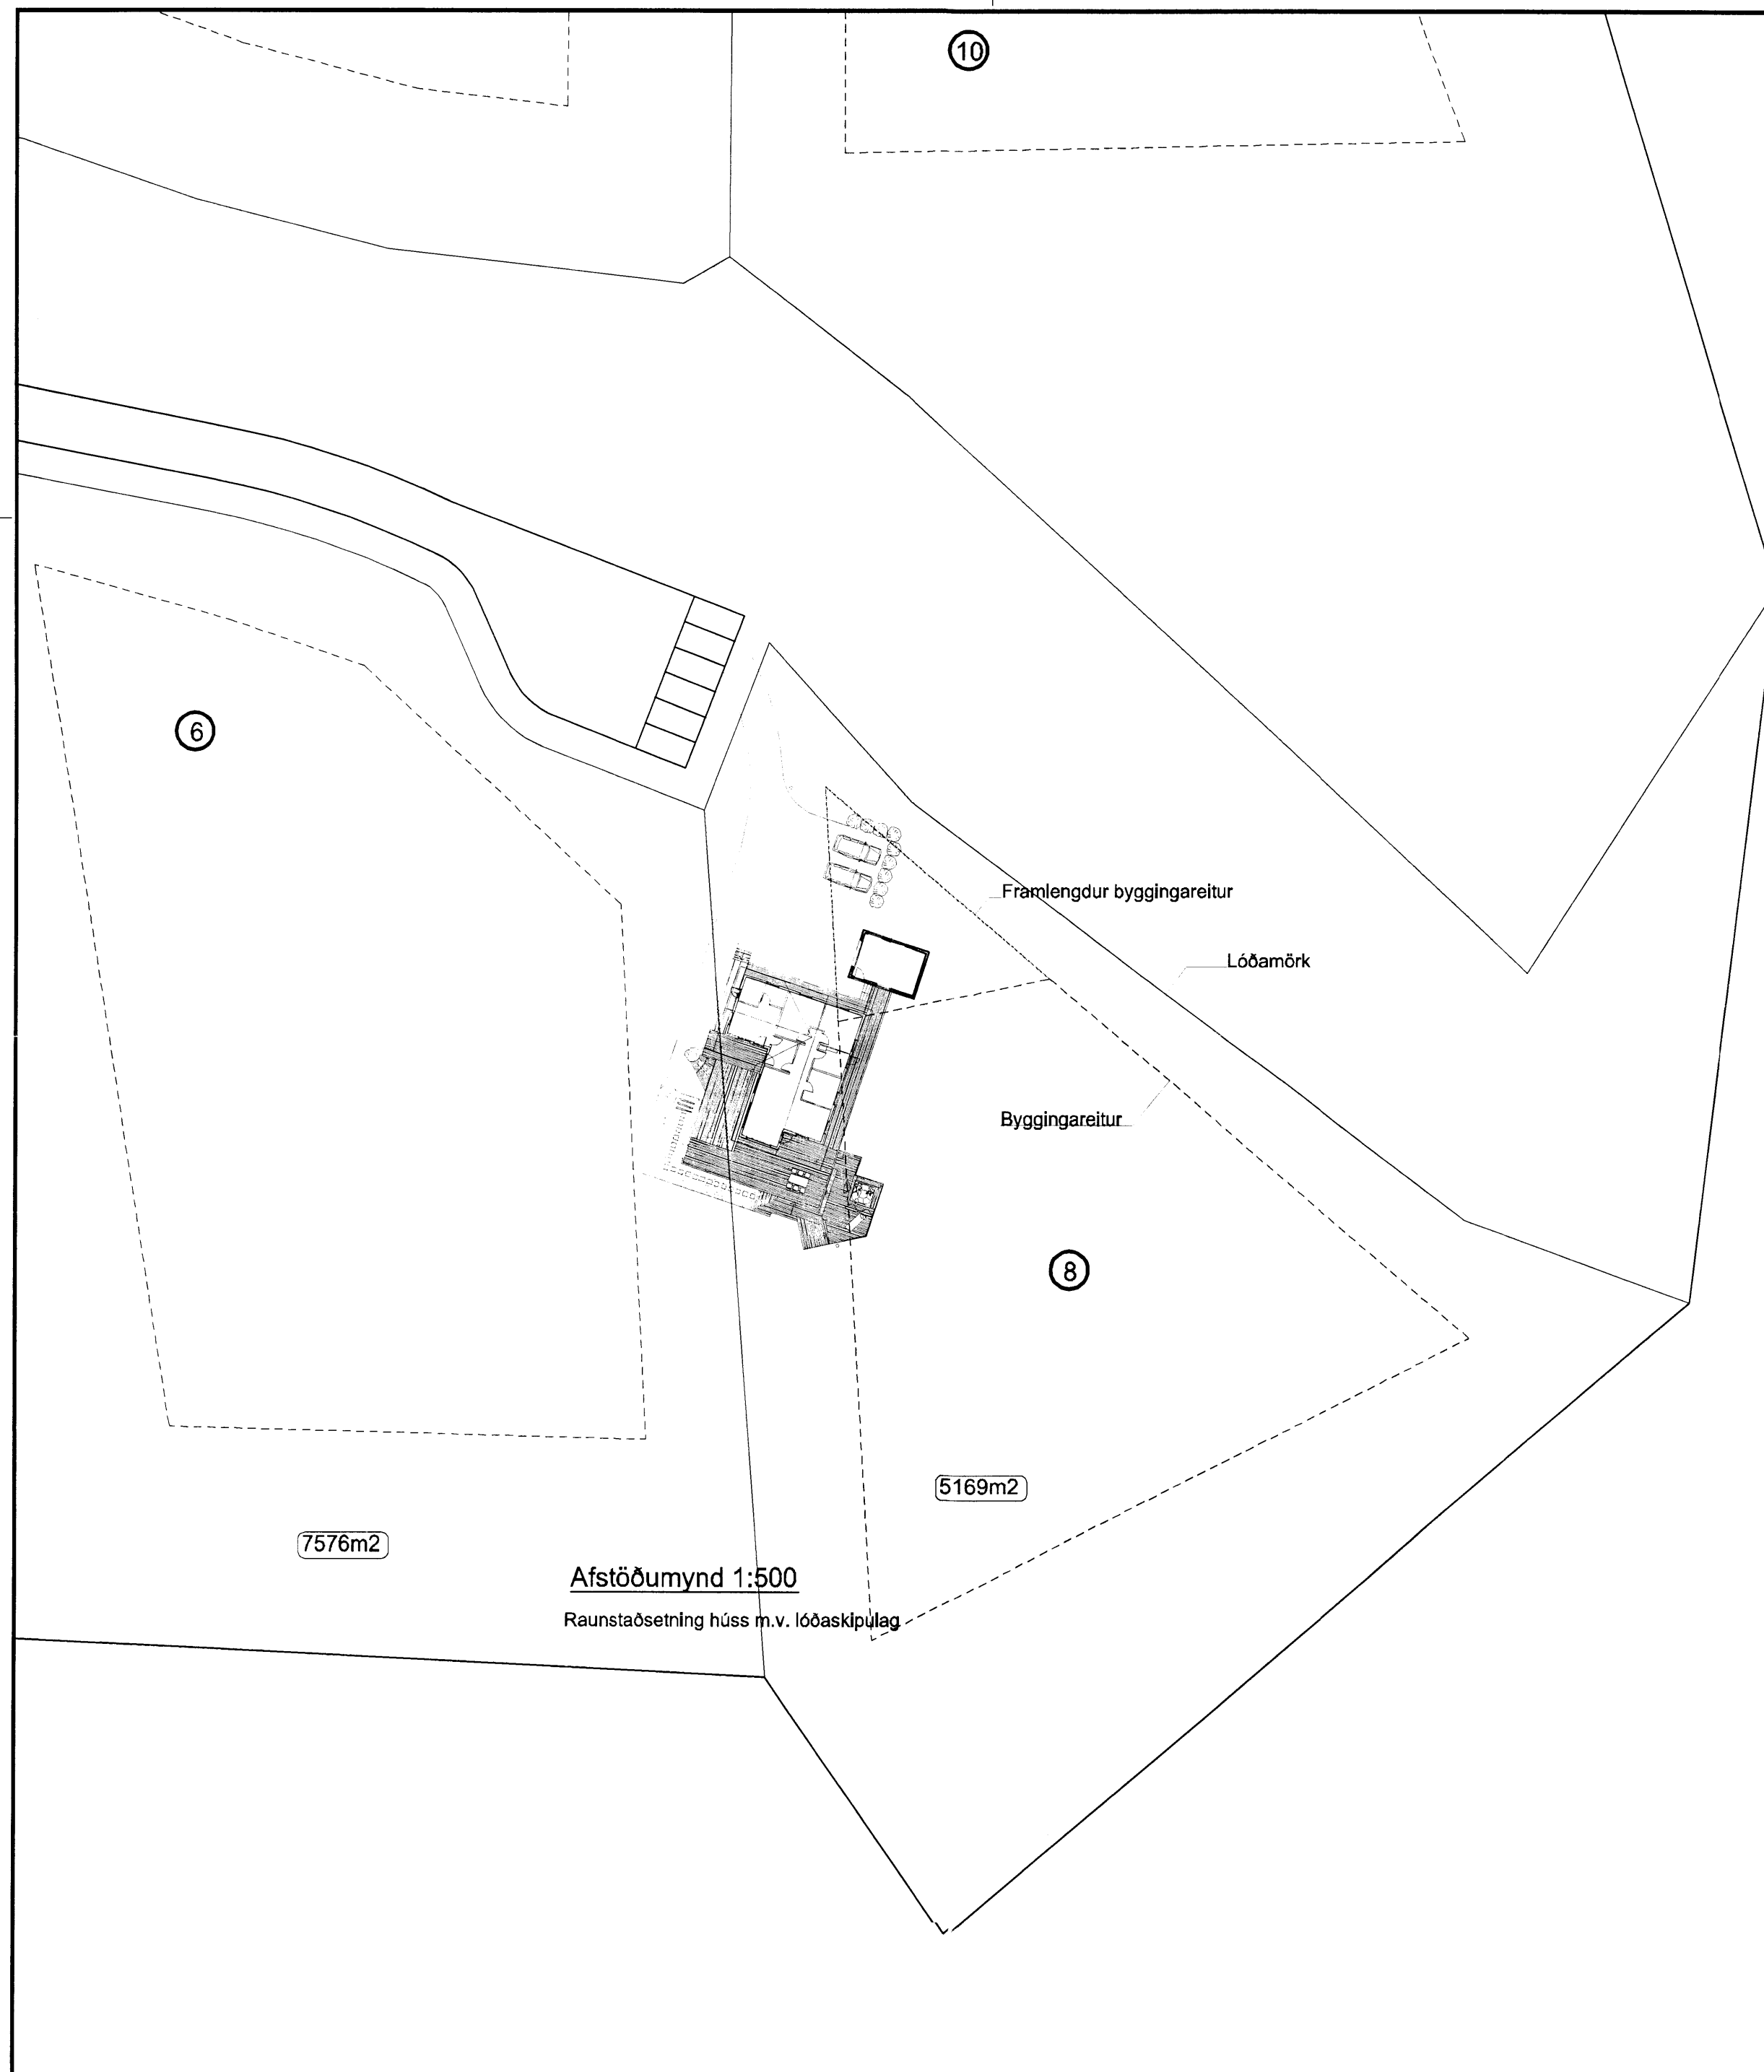 10
6
Framlengdur byggingareitur
Lóðamörk
Byggingareitur
8
5169m2
7576m2
Afstöðumynd 1:500
Raunstaðsetning húss m.v. lóðaskipulag